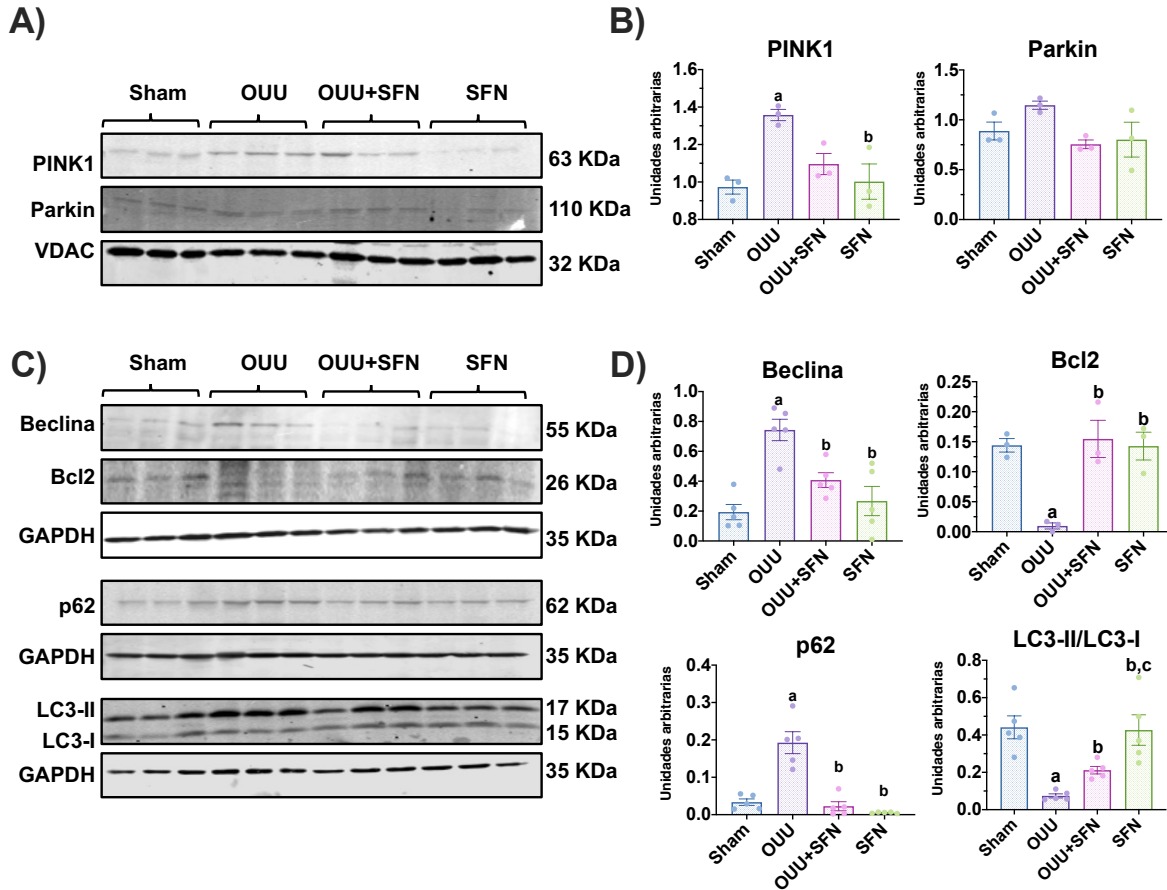 A)
Sham OUU OUU+SFN SFN
PINK1 63 KDa
Parkin 110 KDa
VDAC 32 KDa
B)
PINK1
Unidades arbitrarias
1.6
1.4
1.2
1.0
0.8
a
b
Sham OUU OUU+SFN SFN
Parkin
Unidades arbitrarias
1.5
1.0
0.5
0.0
Sham OUU OUU+SFN SFN
C)
Sham OUU OUU+SFN SFN
Beclina 55 KDa
Bcl2 26 KDa
GAPDH 35 KDa
p62 62 KDa
GAPDH 35 KDa
LC3-II 17 KDa
LC3-I 15 KDa
GAPDH 35 KDa
D)
Beclina
Unidades arbitrarias
1.0
0.8
0.6
0.4
0.2
0.0
a
b
b
Sham OUU OUU+SFN SFN
Bcl2
Unidades arbitrarias
0.20
0.15
0.10
0.05
0.00
a
b
b
Sham OUU OUU+SFN SFN
p62
Unidades arbitrarias
0.4
0.3
0.2
0.1
0.0
a
b
b
Sham OUU OUU+SFN SFN
LC3-II/LC3-I
Unidades arbitrarias
0.8
0.6
0.4
0.2
0.0
a
b
b,c
Sham OUU OUU+SFN SFN